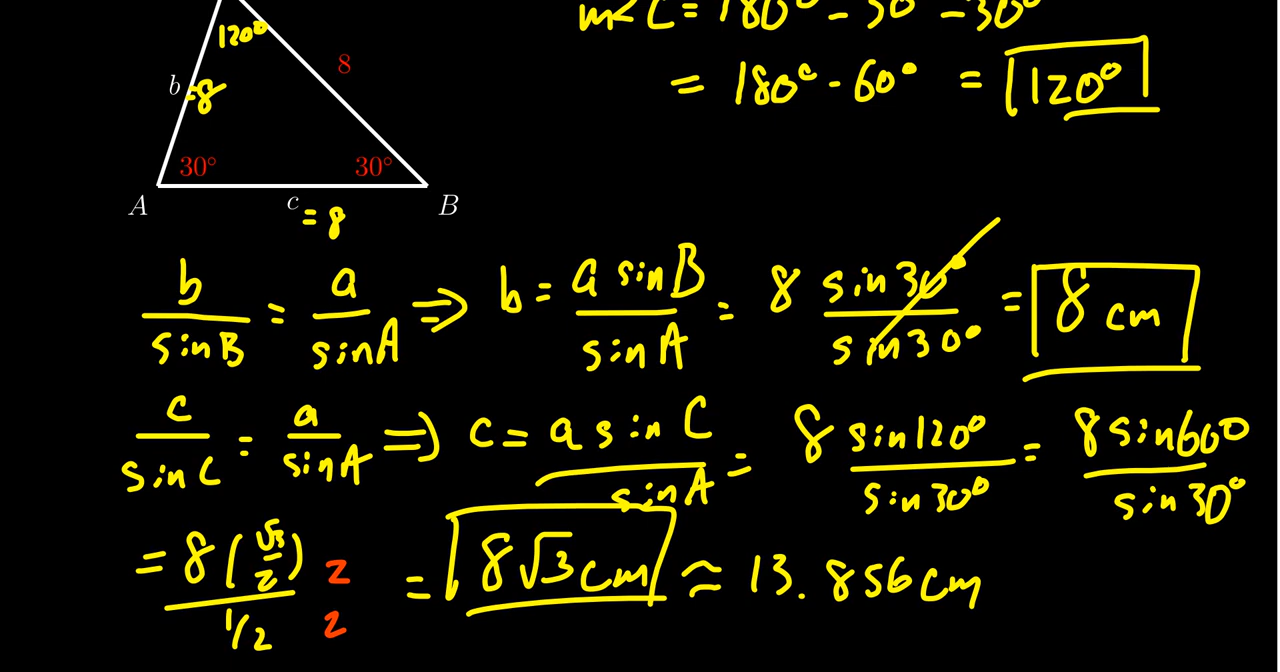 m∠C = 180° - 30° - 30°
120°
8
b = 8
= 180° - 60° = 120°
30° 30°
A c = 8 B
b/sinB = a/sinA ⇒ b = a sinB/sinA = 8 sin30°/sin30° = 8 cm
c/sinC = a/sinA ⇒ c = a sinC/sinA = 8 sin120°/sin30° = 8 sin60°/sin30°
= 8(√3/2)/1/2 2/2 = 8√3 cm ≈ 13.856 cm